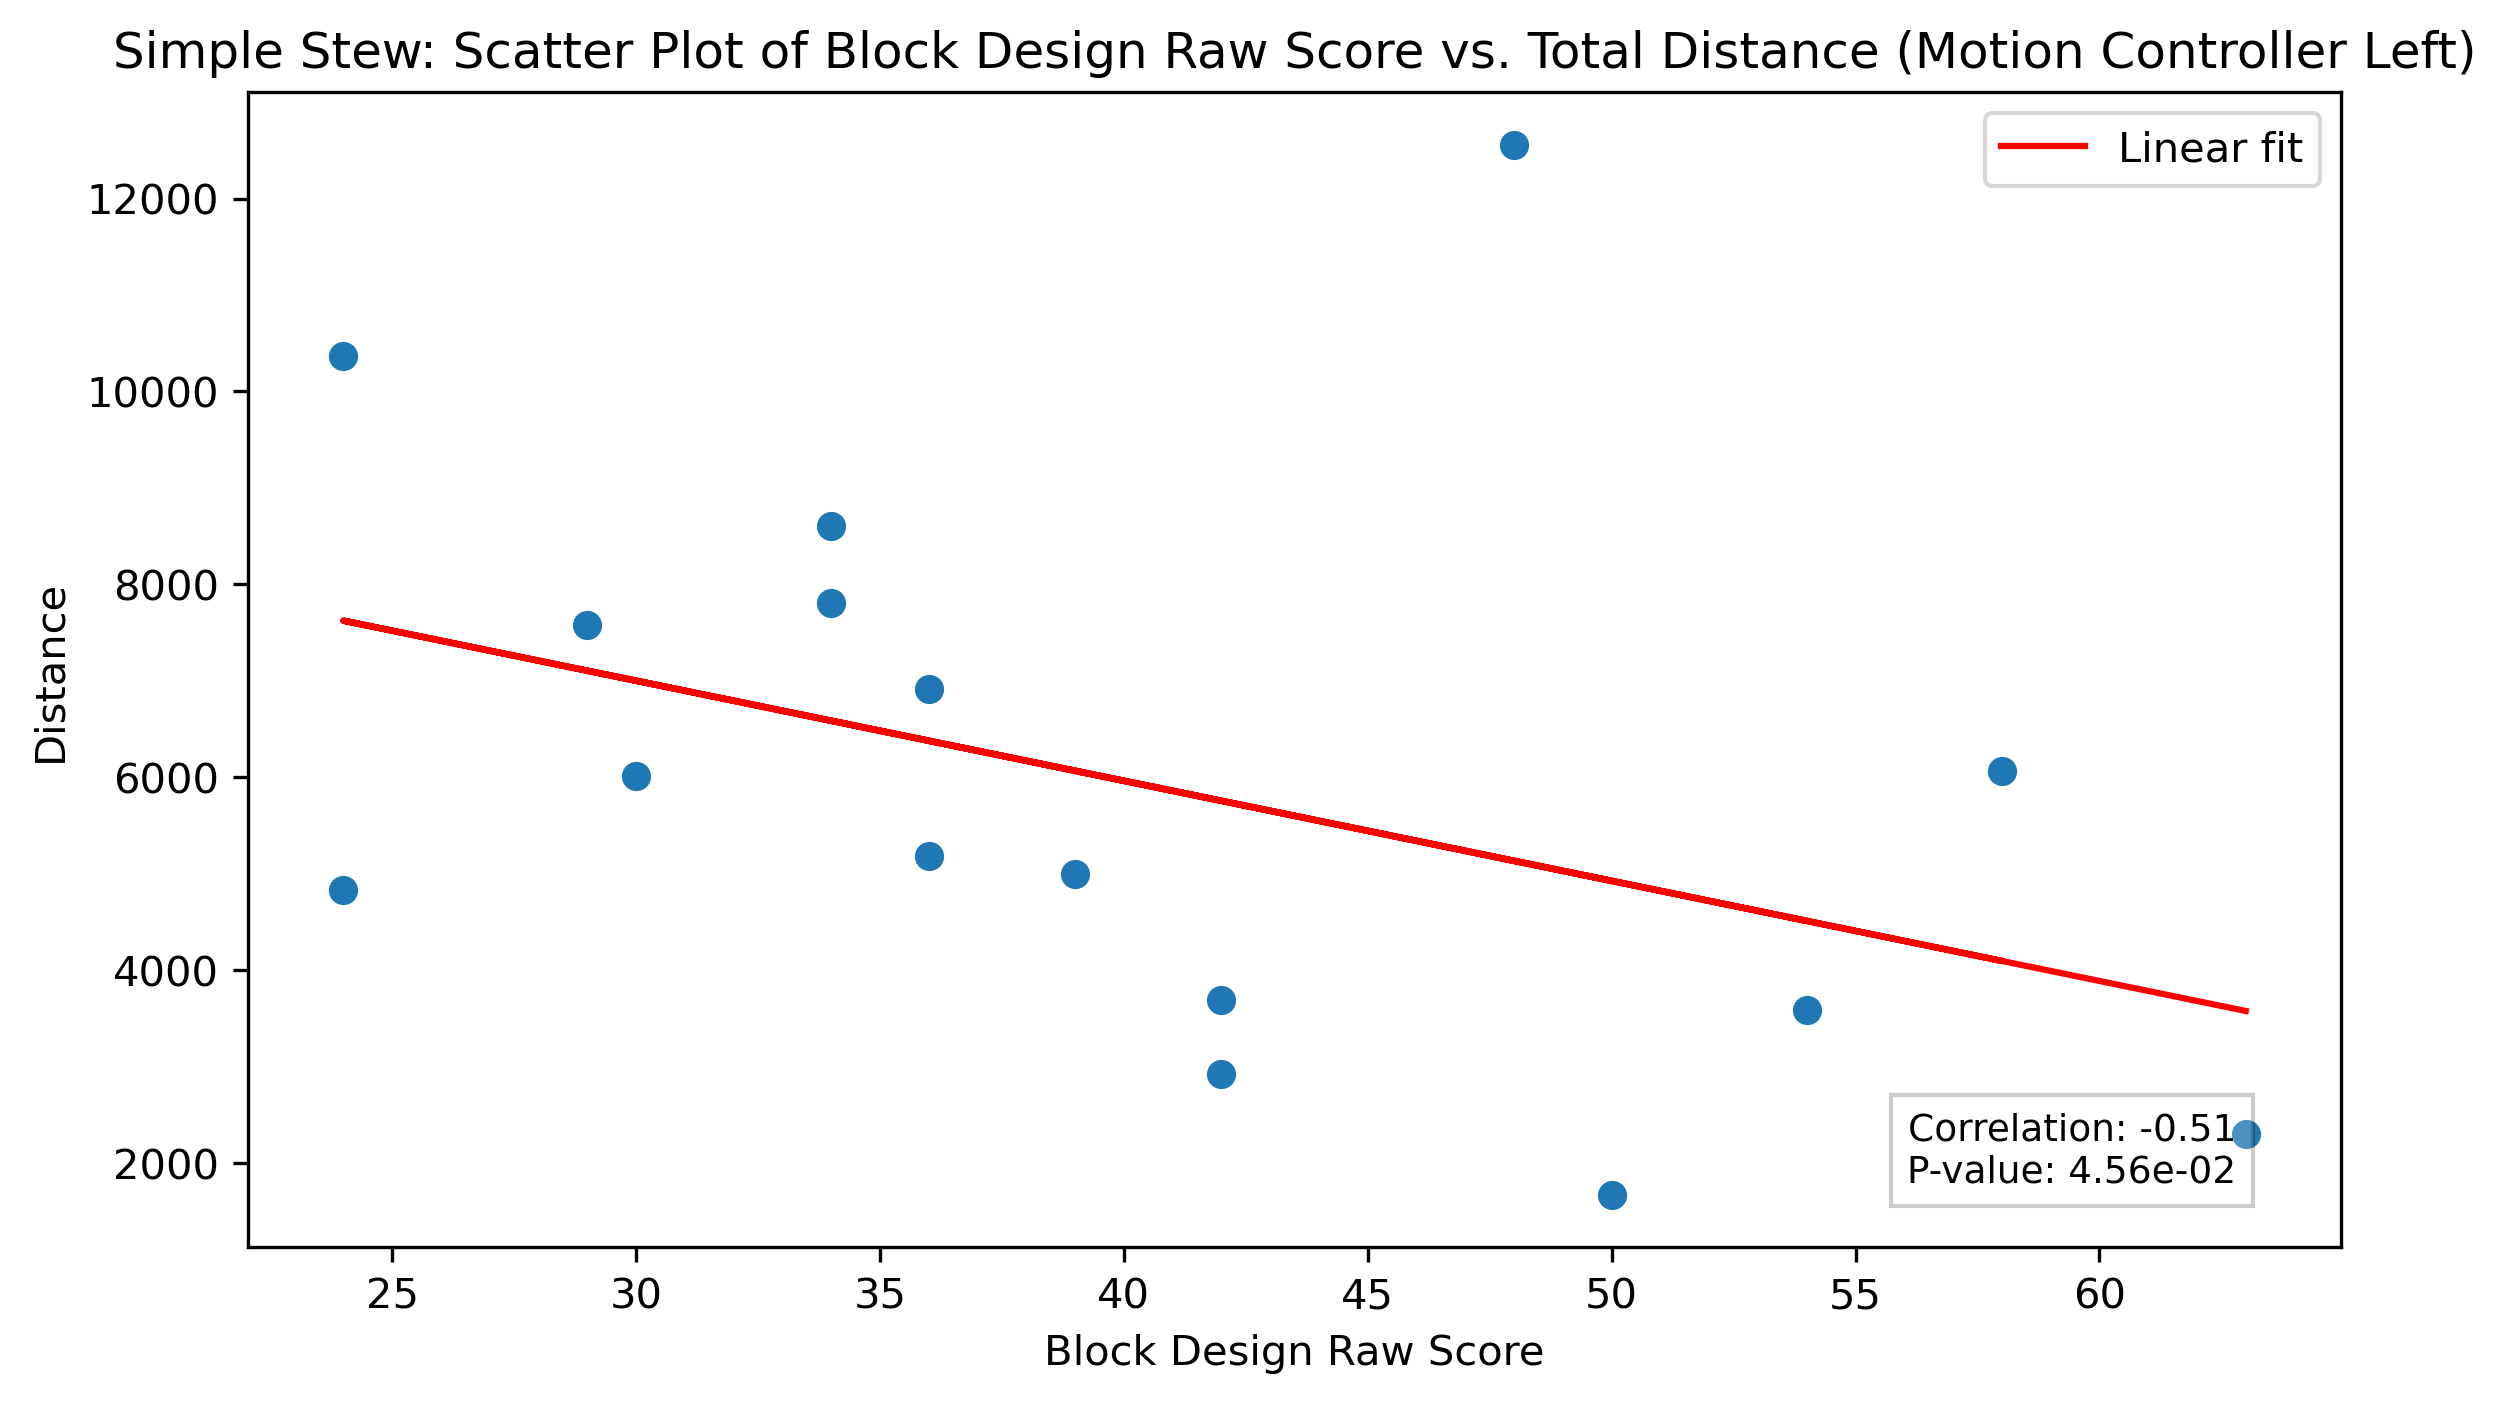 Simple Stew: Scatter Plot of Block Design Raw Score vs. Total Distance (Motion Controller Left)
Linear fit
12000
10000
8000
6000
4000
2000
Distance
Correlation: -0.51
P-value: 4.56e-02
25 30 35 40 45 50 55 60
Block Design Raw Score